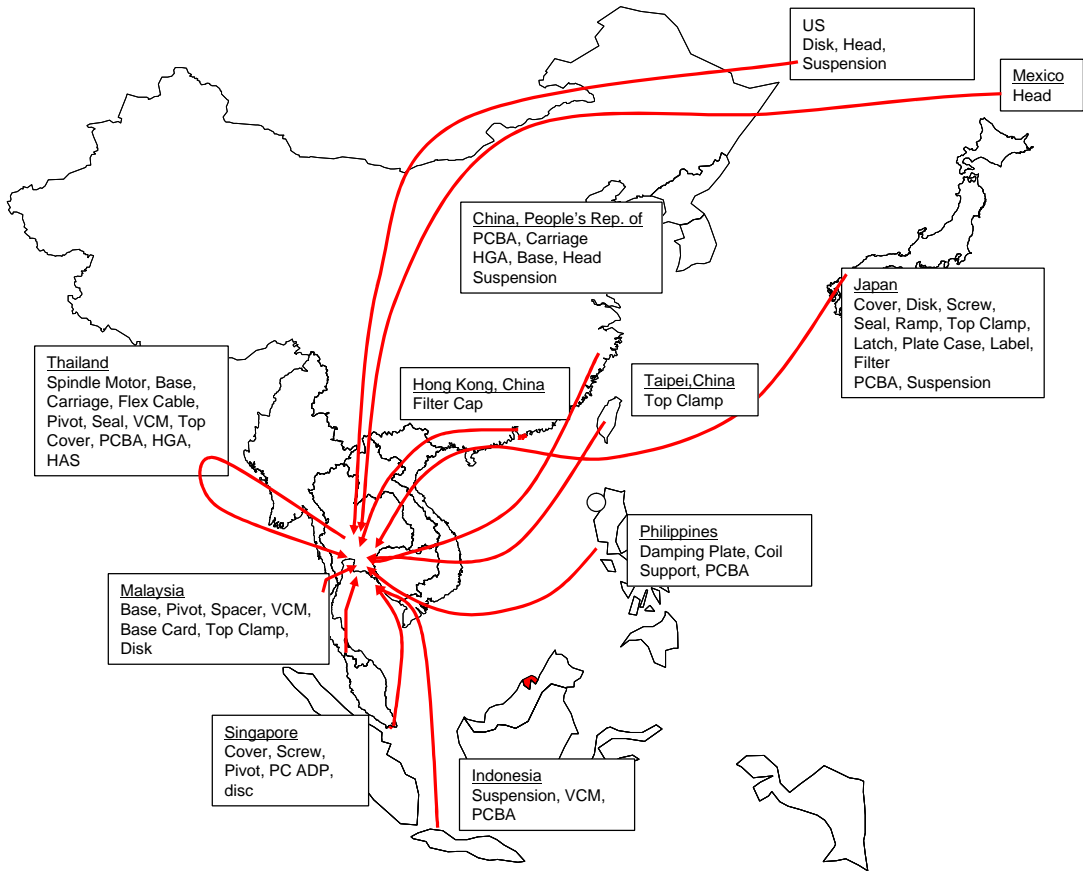 US
Disk, Head,
Suspension
Mexico
Head
China, People's Rep. of
PCBA, Carriage
HGA, Base, Head
Suspension
Japan
Cover, Disk, Screw,
Seal, Ramp, Top Clamp,
Latch, Plate Case, Label,
Filter
PCBA, Suspension
Thailand
Spindle Motor, Base,
Carriage, Flex Cable,
Pivot, Seal, VCM, Top
Cover, PCBA, HGA,
HAS
Hong Kong, China
Filter Cap
Taipei,China
Top Clamp
Philippines
Damping Plate, Coil
Support, PCBA
Malaysia
Base, Pivot, Spacer, VCM,
Base Card, Top Clamp,
Disk
Singapore
Cover, Screw,
Pivot, PC ADP,
disc
Indonesia
Suspension, VCM,
PCBA